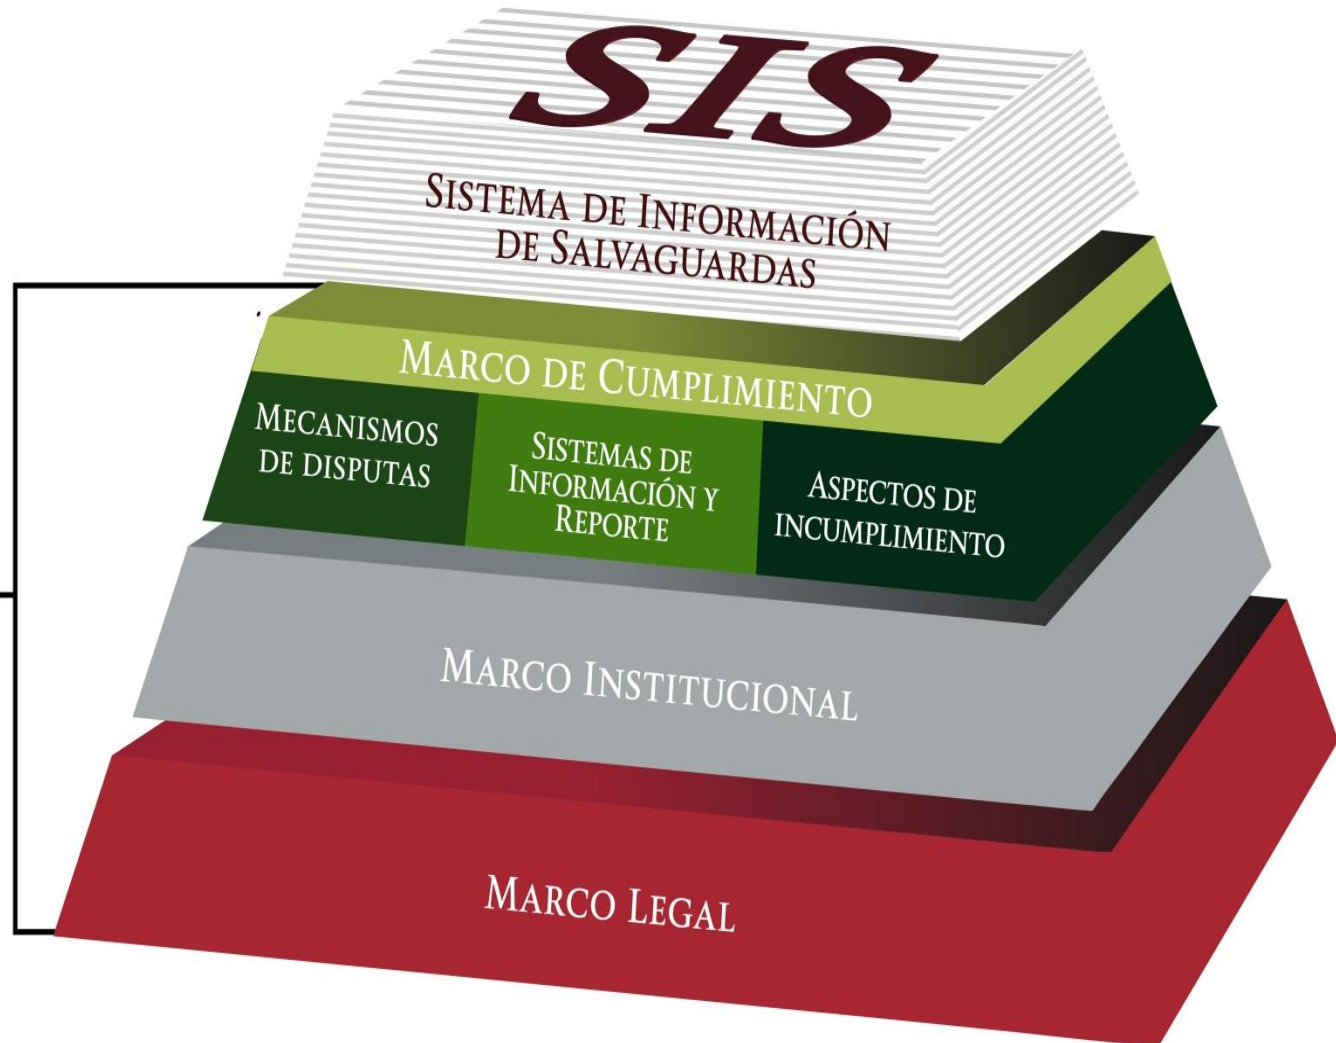 SIS
SISTEMA DE INFORMACIÓN
DE SALVAGUARDAS
MARCO DE CUMPLIMIENTO
MECANISMOS
DE DISPUTAS
SISTEMAS DE
INFORMACIÓN Y
REPORTE
ASPECTOS DE
INCUMPLIMIENTO
MARCO INSTITUCIONAL
MARCO LEGAL